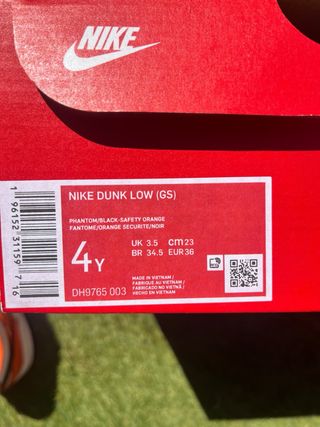 NIKE
NIKE DUNK LOW (GS)
PHANTOM/BLACK-SAFETY ORANGE
FANTOME/ORANGE SECURITE/NOIR
4Y
UK 3.5 cm 23
BR 34.5 EUR 36
MADE IN VIETNAM /
FABRIQUE AU VIETNAM /
FABRICADO NO VIETNÃ /
HECHO EN VIETNAM
DH9765 003
1 96152 31159 7 16